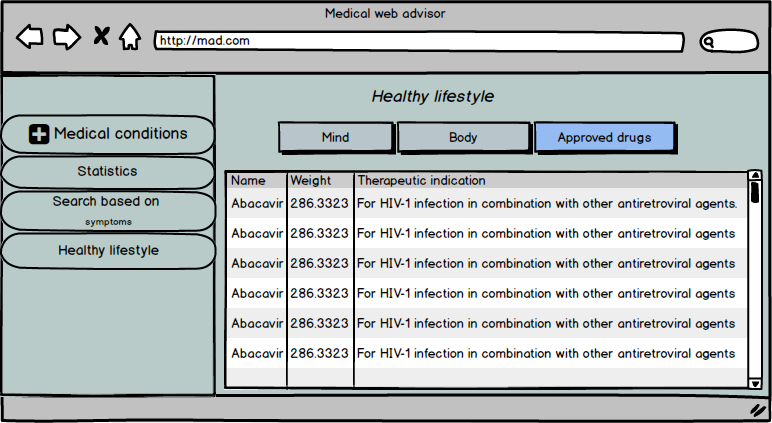 Medical web advisor
http://mad.com
Healthy lifestyle
Mind Body Approved drugs
Medical conditions
Statistics
Search based on
symptoms
Healthy lifestyle
Name Weight Therapeutic indication
Abacavir 286.3323 For HIV-1 infection in combination with other antiretroviral agents.
Abacavir 286.3323 For HIV-1 infection in combination with other antiretroviral agents
Abacavir 286.3323 For HIV-1 infection in combination with other antiretroviral agents
Abacavir 286.3323 For HIV-1 infection in combination with other antiretroviral agents
Abacavir 286.3323 For HIV-1 infection in combination with other antiretroviral agents
Abacavir 286.3323 For HIV-1 infection in combination with other antiretroviral agents